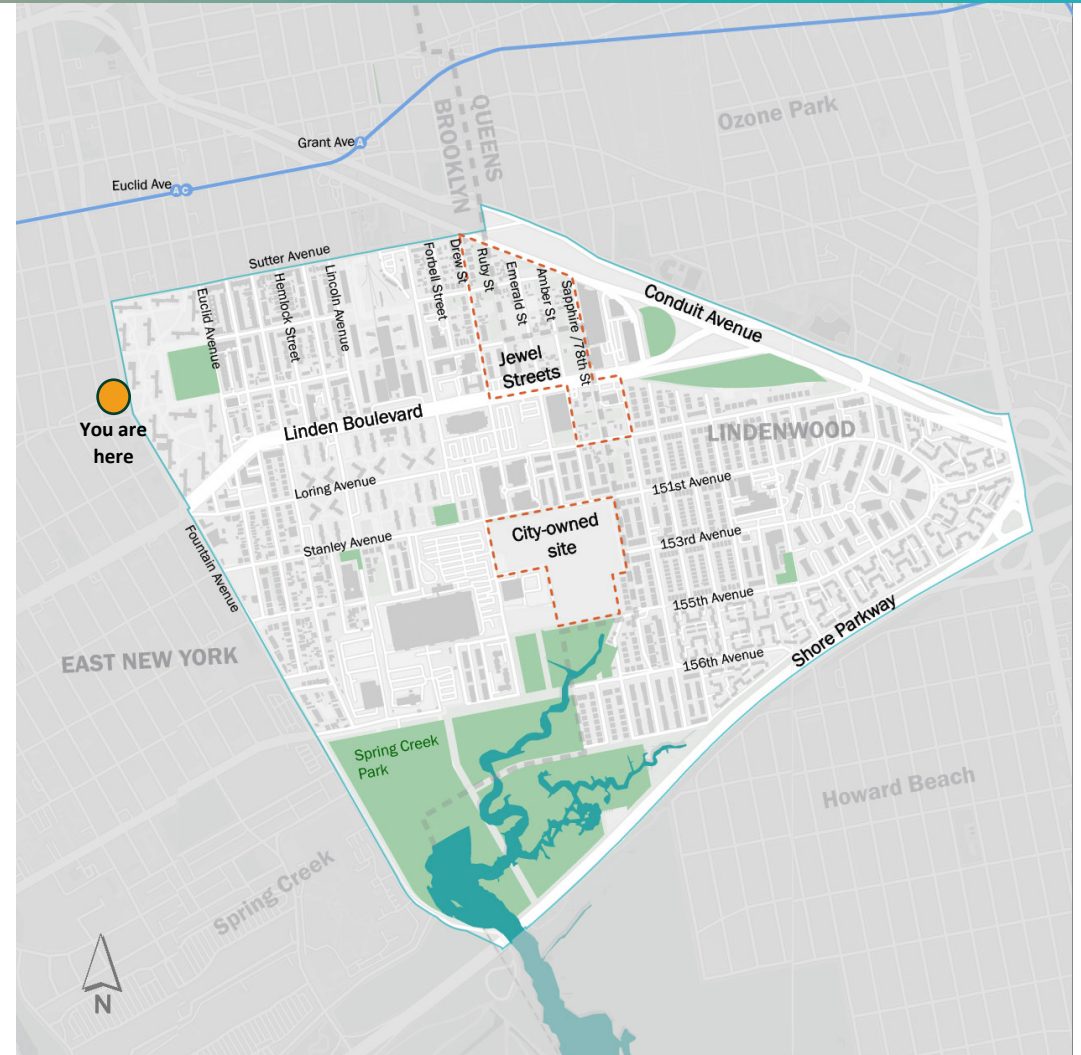 QUEENS
BROOKLYN
Ozone Park
Grant Ave A
Euclid Ave A C
Sutter Avenue
Euclid Avenue
Hemlock Street
Lincoln Avenue
Forbell Street
Drew St
Ruby St
Emerald St
Amber St
Sapphire /78th St
Conduit Avenue
Jewel
Streets
You are
here
Linden Boulevard
LINDENWOOD
Loring Avenue
151st Avenue
Stanley Avenue
City-owned
site
153rd Avenue
Fountain Avenue
155th Avenue
Shore Parkway
EAST NEW YORK
156th Avenue
Spring Creek
Park
Howard Beach
Spring Creek
N